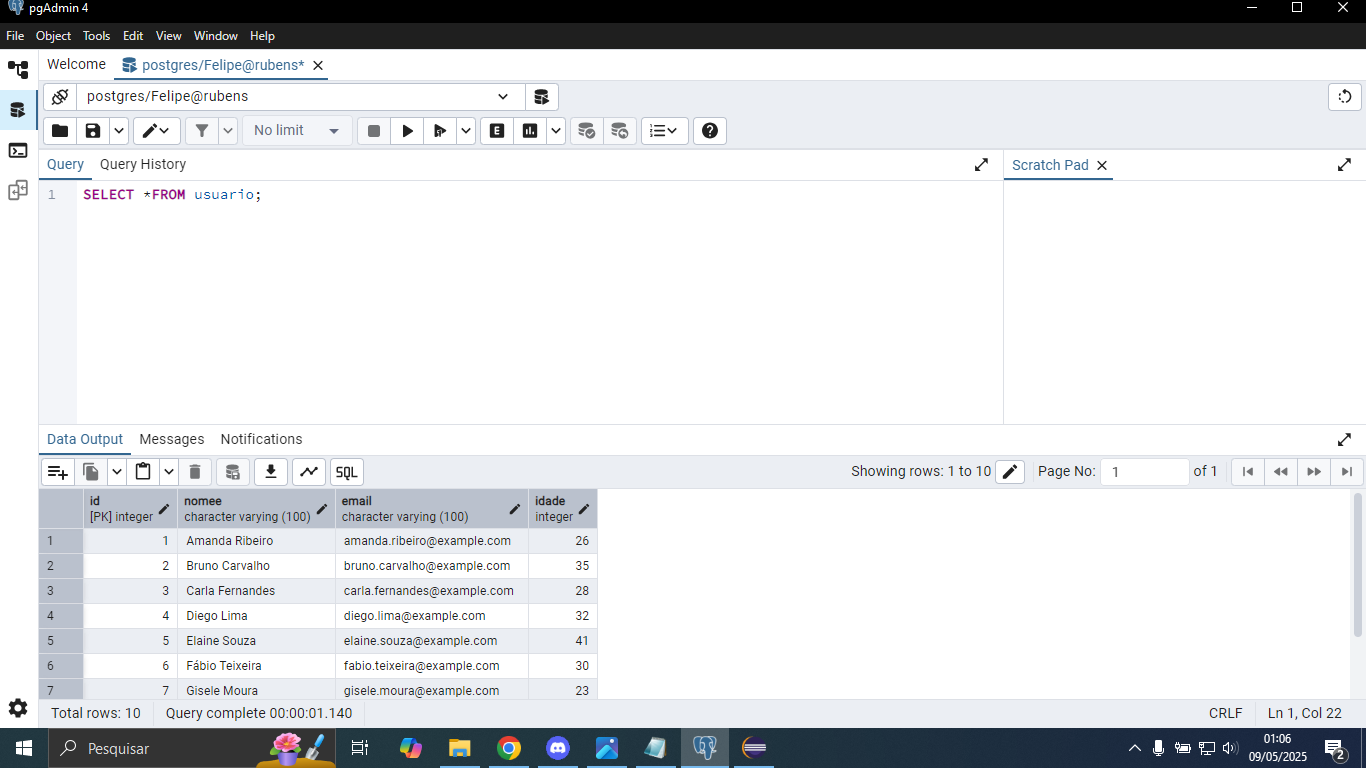 pgAdmin 4
File Object Tools Edit View Window Help
Welcome postgres/Felipe@rubens*
postgres/Felipe@rubens
No limit
E
Query Query History
Scratch Pad
1 SELECT *FROM usuario;
Data Output Messages Notifications
SQL Showing rows: 1 to 10 Page No: 1 of 1
id nomee email idade
[PK] integer character varying (100) character varying (100) integer
1 1 Amanda Ribeiro amanda.ribeiro@example.com 26
2 2 Bruno Carvalho bruno.carvalho@example.com 35
3 3 Carla Fernandes carla.fernandes@example.com 28
4 4 Diego Lima diego.lima@example.com 32
5 5 Elaine Souza elaine.souza@example.com 41
6 6 Fábio Teixeira fabio.teixeira@example.com 30
7 7 Gisele Moura gisele.moura@example.com 23
Total rows: 10 Query complete 00:00:01.140 CRLF Ln 1, Col 22
Pesquisar
01:06
09/05/2025
2